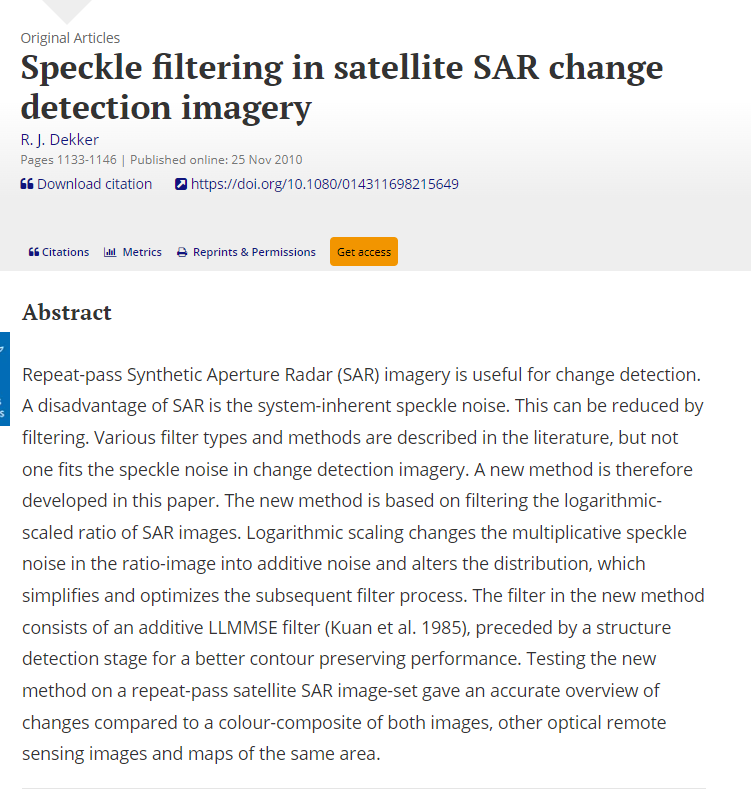 Original Articles
Speckle filtering in satellite SAR change
detection imagery
R. J. Dekker
Pages 1133-1146 | Published online: 25 Nov 2010
Download citation https://doi.org/10.1080/014311698215649
Citations Metrics Reprints & Permissions Get access
Abstract
Repeat-pass Synthetic Aperture Radar (SAR) imagery is useful for change detection.
A disadvantage of SAR is the system-inherent speckle noise. This can be reduced by
filtering. Various filter types and methods are described in the literature, but not
one fits the speckle noise in change detection imagery. A new method is therefore
developed in this paper. The new method is based on filtering the logarithmic-
scaled ratio of SAR images. Logarithmic scaling changes the multiplicative speckle
noise in the ratio-image into additive noise and alters the distribution, which
simplifies and optimizes the subsequent filter process. The filter in the new method
consists of an additive LLMMSE filter (Kuan et al. 1985), preceded by a structure
detection stage for a better contour preserving performance. Testing the new
method on a repeat-pass satellite SAR image-set gave an accurate overview of
changes compared to a colour-composite of both images, other optical remote
sensing images and maps of the same area.